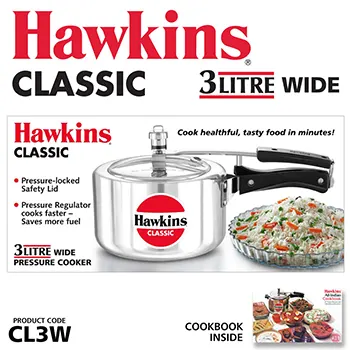 Hawkins®
CLASSIC
3 LITRE WIDE
Hawkins®
CLASSIC
Cook healthful, tasty food in minutes!
• Pressure-locked
Safety Lid
• Pressure Regulator
cooks faster –
Saves more fuel
Hawkins
CLASSIC
3 LITRE WIDE
PRESSURE COOKER
PRODUCT CODE
CL3W
COOKBOOK
INSIDE
Hawkins